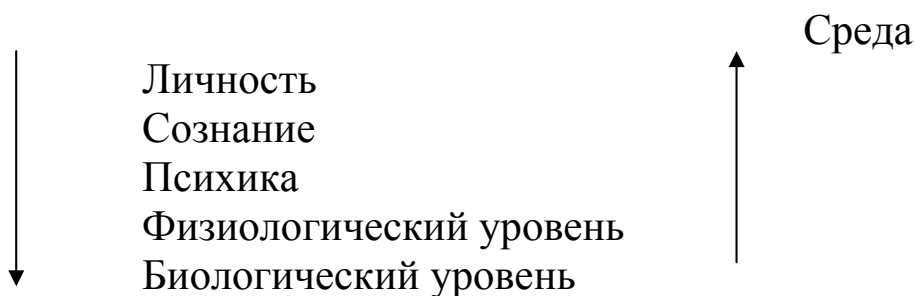 Среда
Личность
Сознание
Психика
Физиологический уровень
Биологический уровень